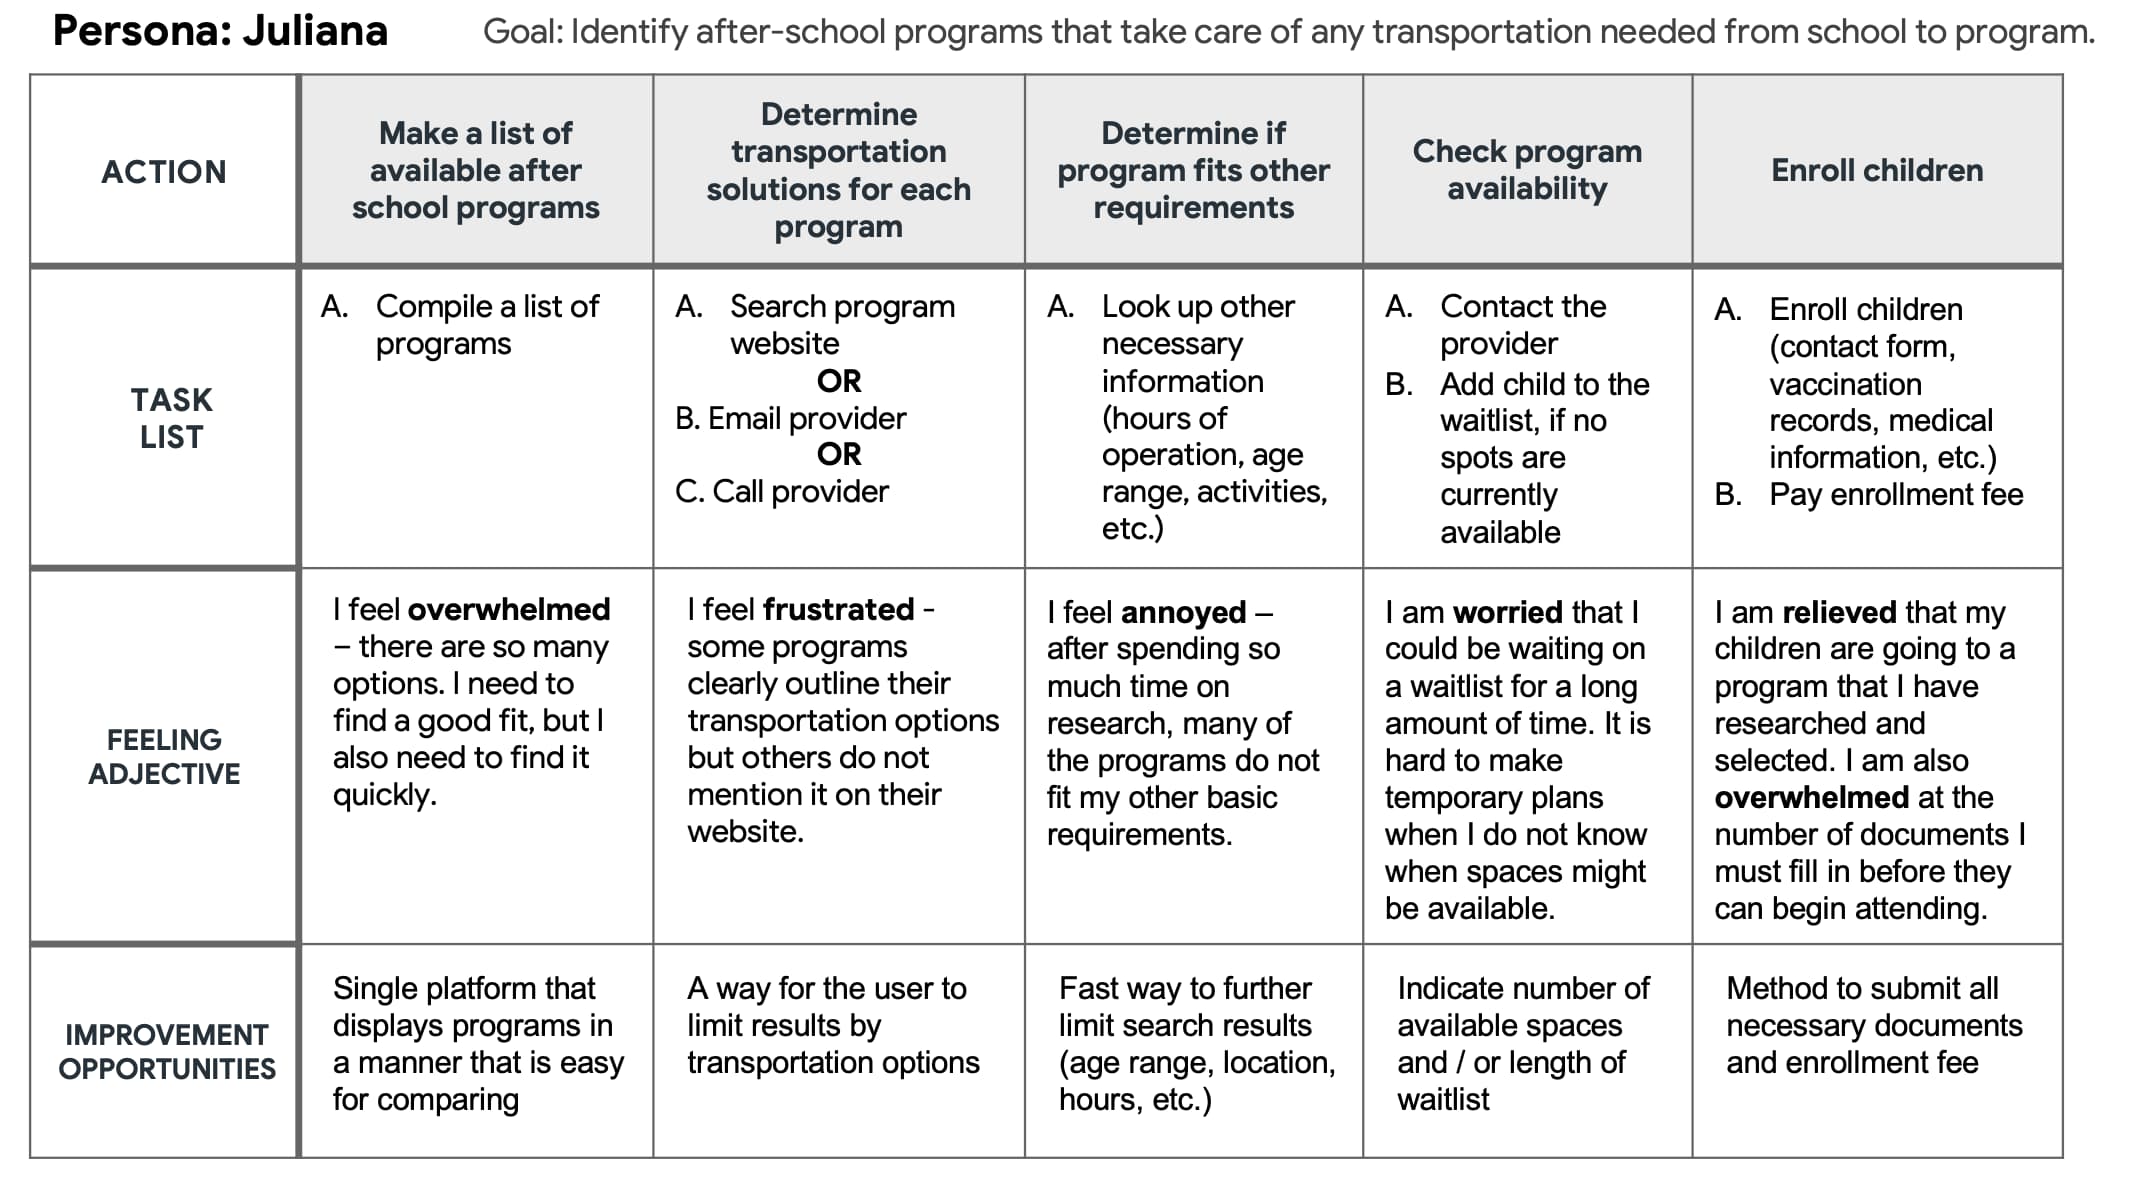 Persona: Juliana
Goal: Identify after-school programs that take care of any transportation needed from school to program.
ACTION
Make a list of
available after
school programs
Determine
transportation
solutions for each
program
Determine if
program fits other
requirements
Check program
availability
Enroll children
TASK
LIST
A. Compile a list of
programs
A. Search program
website
OR
B. Email provider
OR
C. Call provider
A. Look up other
necessary
information
(hours of
operation, age
range, activities,
etc.)
A. Contact the
provider
B. Add child to the
waitlist, if no
spots are
currently
available
A. Enroll children
(contact form,
vaccination
records, medical
information, etc.)
B. Pay enrollment fee
FEELING
ADJECTIVE
I feel overwhelmed
– there are so many
options. I need to
find a good fit, but I
also need to find it
quickly.
I feel frustrated -
some programs
clearly outline their
transportation options
but others do not
mention it on their
website.
I feel annoyed –
after spending so
much time on
research, many of
the programs do not
fit my other basic
requirements.
I am worried that I
could be waiting on
a waitlist for a long
amount of time. It is
hard to make
temporary plans
when I do not know
when spaces might
be available.
I am relieved that my
children are going to a
program that I have
researched and
selected. I am also
overwhelmed at the
number of documents I
must fill in before they
can begin attending.
IMPROVEMENT
OPPORTUNITIES
Single platform that
displays programs in
a manner that is easy
for comparing
A way for the user to
limit results by
transportation options
Fast way to further
limit search results
(age range, location,
hours, etc.)
Indicate number of
available spaces
and / or length of
waitlist
Method to submit all
necessary documents
and enrollment fee